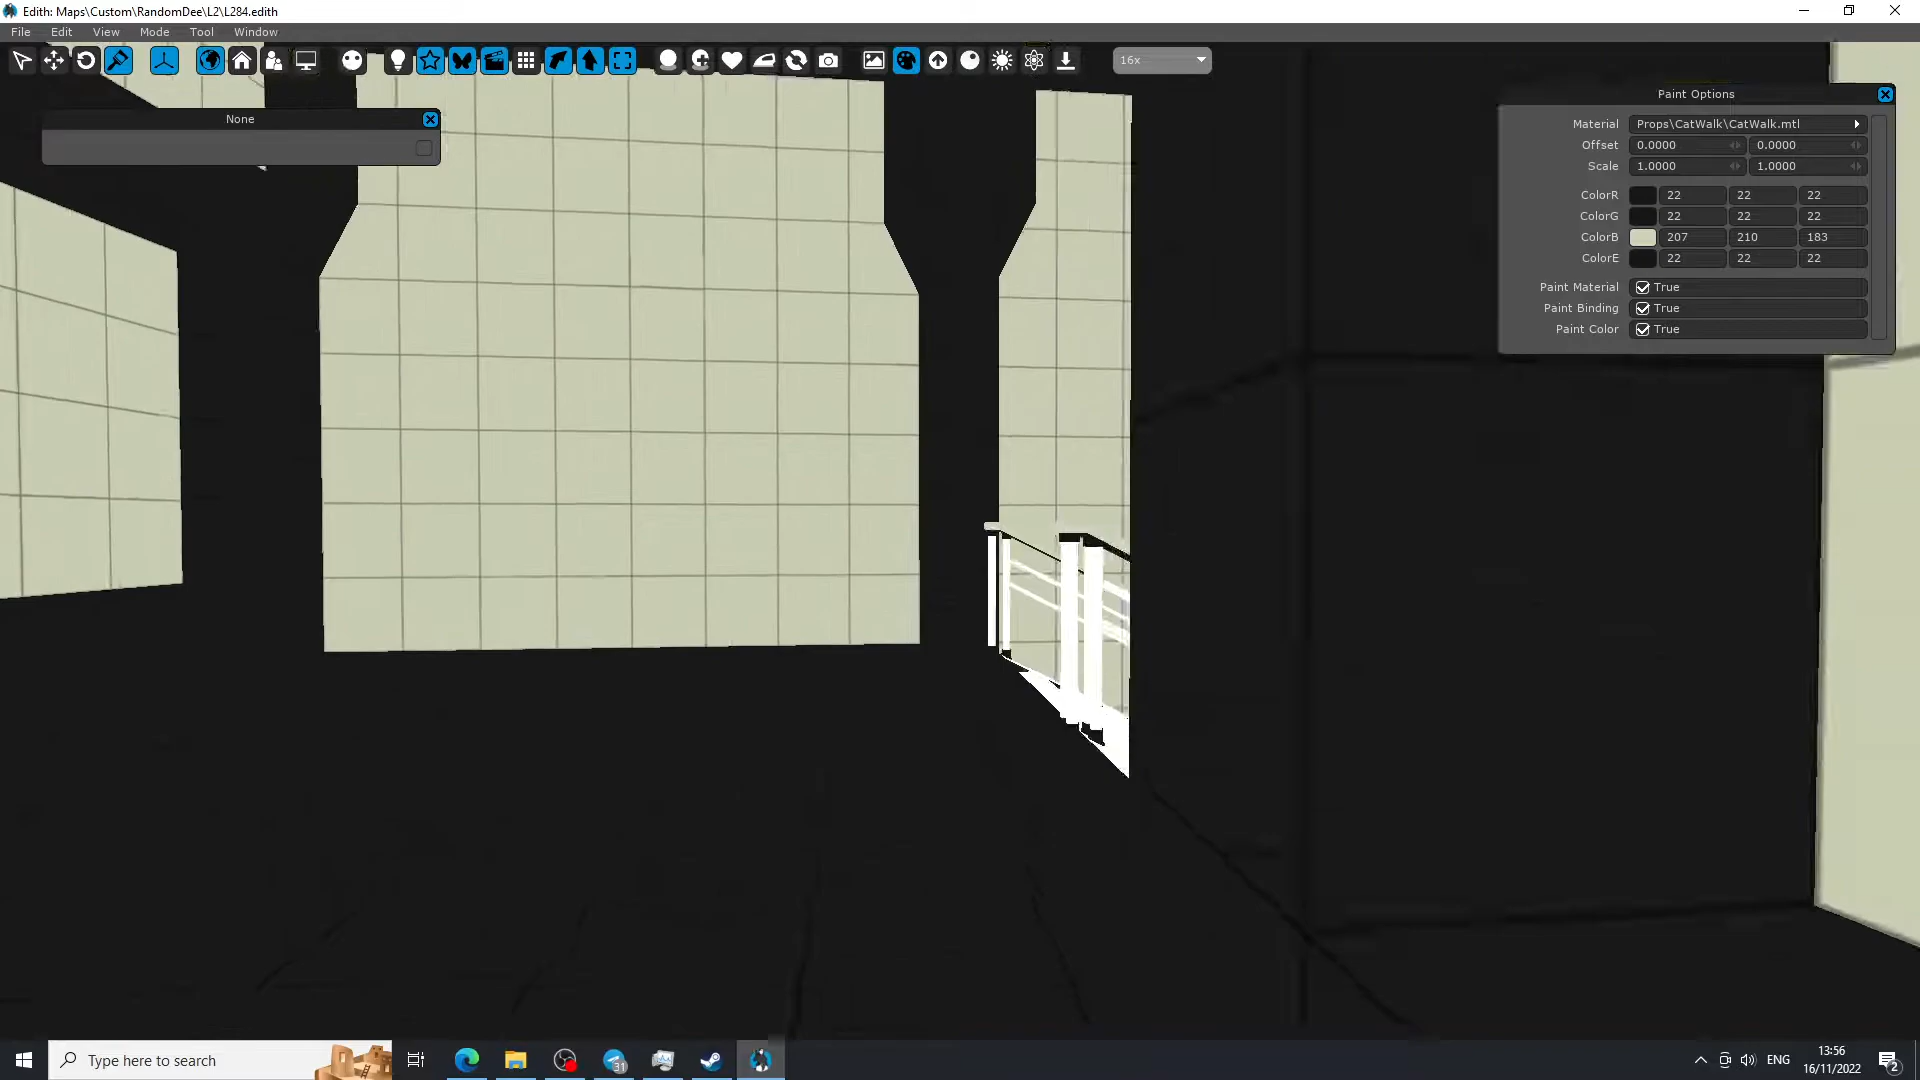 Edith: Maps\Custom\RandomDee\L2\L284.edith
File Edit View Mode Tool Window
16x
None
Paint Options
Material Props\CatWalk\CatWalk.mtl
Offset 0.0000 0.0000
Scale 1.0000 1.0000
ColorR 22 22 22
ColorG 22 22 22
ColorB 207 210 183
ColorE 22 22 22
Paint Material True
Paint Binding True
Paint Color True
Type here to search
31
ENG
13:56
16/11/2022
2